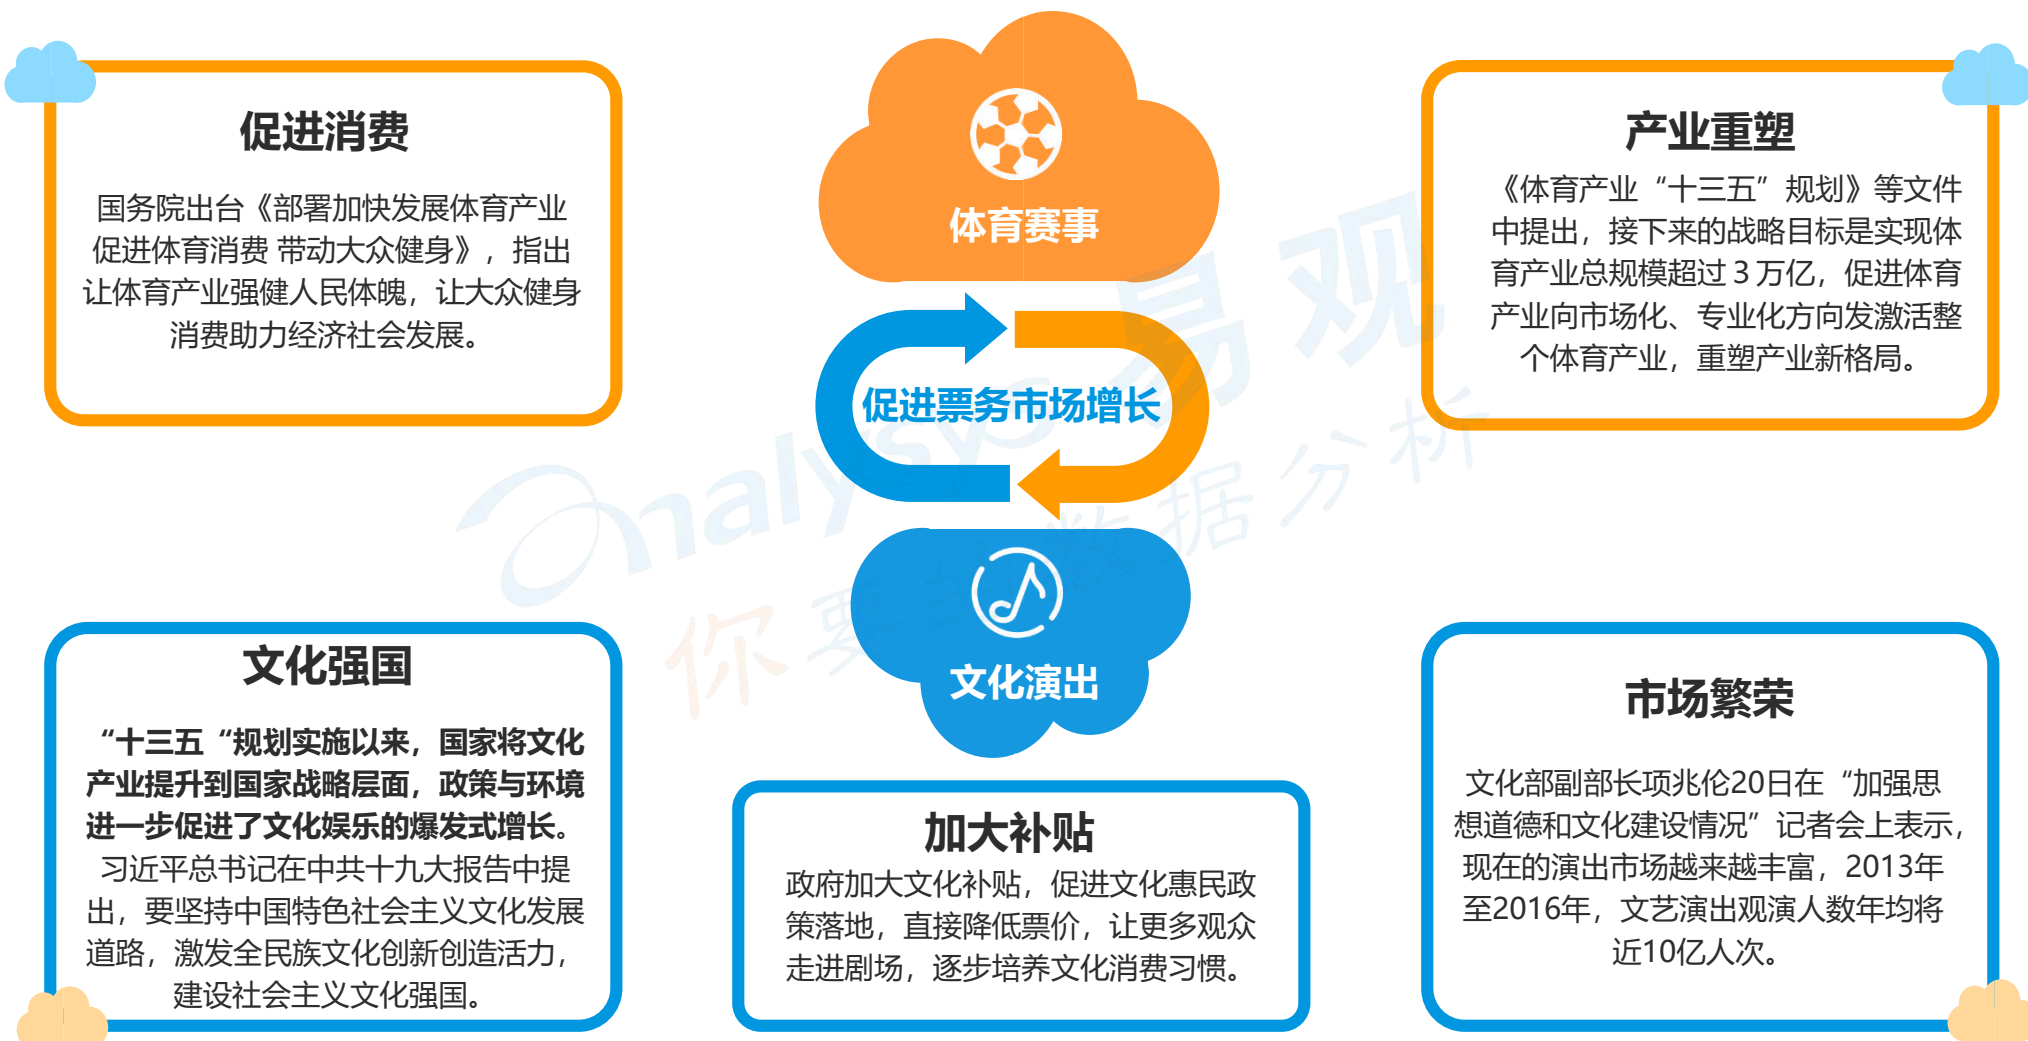 促进消费
国务院出台《部署加快发展体育产业
促进体育消费 带动大众健身》，指出
让体育产业强健人民体魄，让大众健身
消费助力经济社会发展。
体育赛事
促进票务市场增长
文化演出
产业重塑
《体育产业“十三五”规划》等文件
中提出，接下来的战略目标是实现体
育产业总规模超过３万亿，促进体育
产业向市场化、专业化方向发激活整
个体育产业，重塑产业新格局。
文化强国
“十三五“规划实施以来，国家将文化
产业提升到国家战略层面，政策与环境
进一步促进了文化娱乐的爆发式增长。
习近平总书记在中共十九大报告中提
出，要坚持中国特色社会主义文化发展
道路，激发全民族文化创新创造活力，
建设社会主义文化强国。
加大补贴
政府加大文化补贴，促进文化惠民政
策落地，直接降低票价，让更多观众
走进剧场，逐步培养文化消费习惯。
市场繁荣
文化部副部长项兆伦20日在“加强思
想道德和文化建设情况”记者会上表示，
现在的演出市场越来越丰富，2013年
至2016年，文艺演出观演人数年均将
近10亿人次。
analysys 易观
你要的数据分析